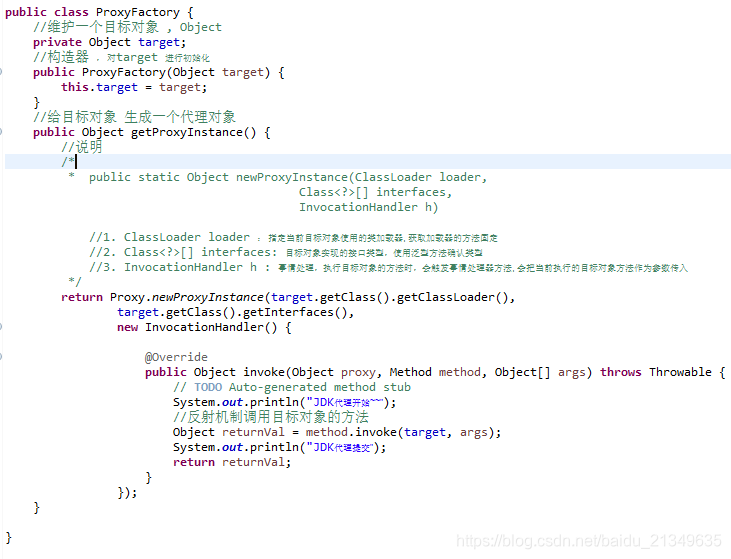 public class ProxyFactory {
//维护一个目标对象 , Object
private Object target;
//构造器 ，对target 进行初始化
public ProxyFactory(Object target) {
this.target = target;
}
//给目标对象 生成一个代理对象
public Object getProxyInstance() {
//说明
/*
* public static Object newProxyInstance(ClassLoader loader,
Class<?>[] interfaces,
InvocationHandler h)
//1. ClassLoader loader ：指定当前目标对象使用的类加载器,获取加载器的方法固定
//2. Class<?>[] interfaces: 目标对象实现的接口类型，使用泛型方法确认类型
//3. InvocationHandler h : 事情处理，执行目标对象的方法时，会触发事情处理器方法,会把当前执行的目标对象方法作为参数传入
*/
return Proxy.newProxyInstance(target.getClass().getClassLoader(),
target.getClass().getInterfaces(),
new InvocationHandler() {
@Override
public Object invoke(Object proxy, Method method, Object[] args) throws Throwable {
// TODO Auto-generated method stub
System.out.println("JDK代理开始~~");
//反射机制调用目标对象的方法
Object returnVal = method.invoke(target, args);
System.out.println("JDK代理提交");
return returnVal;
}
});
}
}
https://blog.csdn.net/baidu_21349635